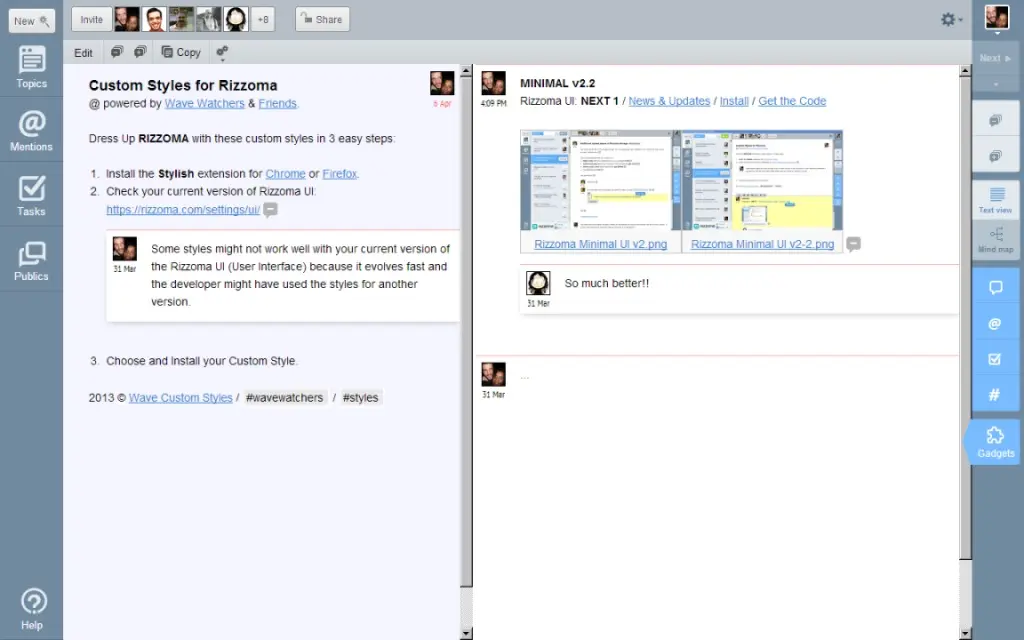 New
Invite
+8
Share
Next
Topics
Mentions
Tasks
Publics
Help
Edit
Copy
Custom Styles for Rizzoma
6 Apr
@ powered by Wave Watchers & Friends.
Dress Up RIZZOMA with these custom styles in 3 easy steps:
1. Install the Stylish extension for Chrome or Firefox.
2. Check your current version of Rizzoma UI:
https://rizzoma.com/settings/ui/
31 Mar
Some styles might not work well with your current version of
the Rizzoma UI (User Interface) because it evolves fast and
the developer might have used the styles for another
version.
3. Choose and Install your Custom Style.
2013 © Wave Custom Styles / #wavewatchers / #styles
4:09 PM
MINIMAL v2.2
Rizzoma UI: NEXT 1 / News & Updates / Install / Get the Code
Rizzoma Minimal UI v2.png
Rizzoma Minimal UI v2-2.png
31 Mar
So much better!!
31 Mar
...
Text view
Mind map
@
#
Gadgets